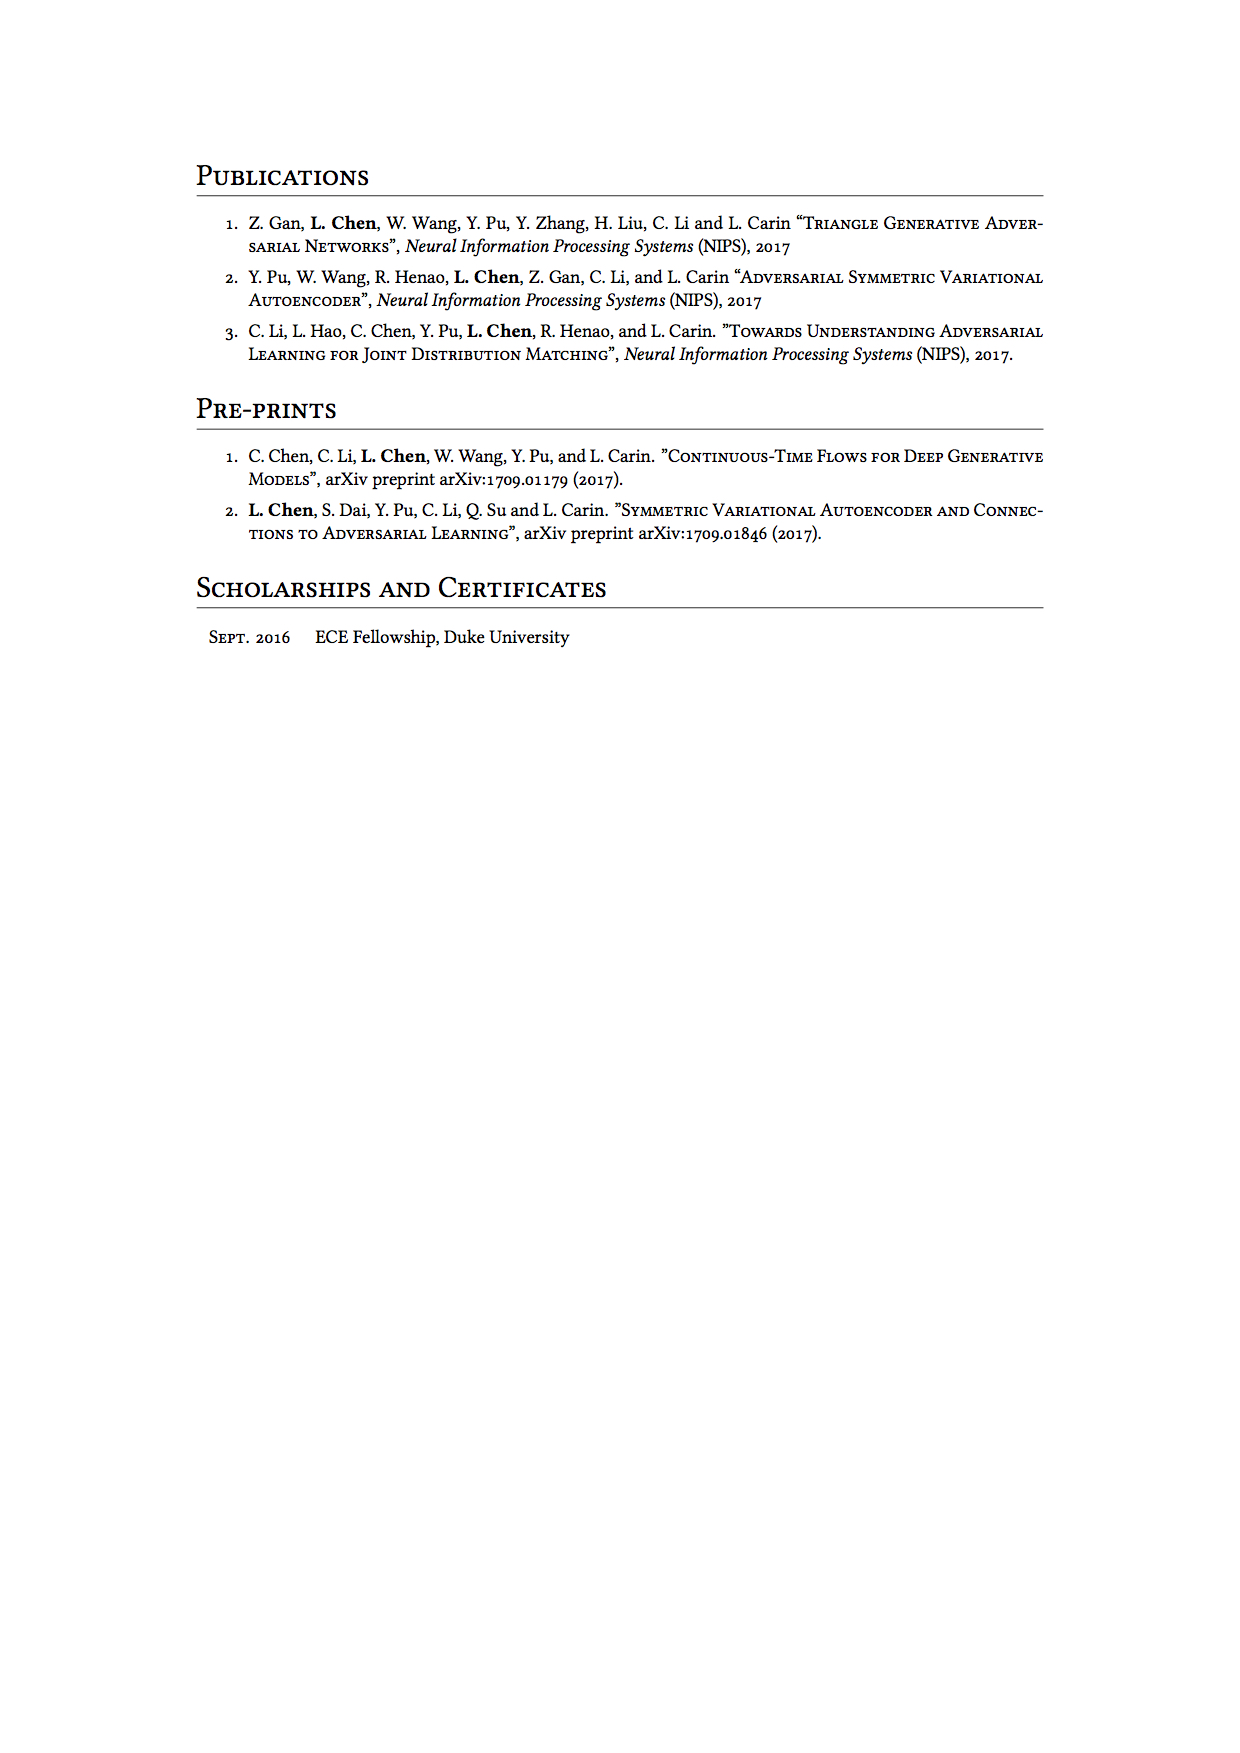 Publications
1. Z. Gan, L. Chen, W. Wang, Y. Pu, Y. Zhang, H. Liu, C. Li and L. Carin “Triangle Generative Adver-
sarial Networks”, Neural Information Processing Systems (NIPS), 2017
2. Y. Pu, W. Wang, R. Henao, L. Chen, Z. Gan, C. Li, and L. Carin “Adversarial Symmetric Variational
Autoencoder”, Neural Information Processing Systems (NIPS), 2017
3. C. Li, L. Hao, C. Chen, Y. Pu, L. Chen, R. Henao, and L. Carin. ”Towards Understanding Adversarial
Learning for Joint Distribution Matching”, Neural Information Processing Systems (NIPS), 2017.
Pre-prints
1. C. Chen, C. Li, L. Chen, W. Wang, Y. Pu, and L. Carin. ”Continuous-Time Flows for Deep Generative
Models”, arXiv preprint arXiv:1709.01179 (2017).
2. L. Chen, S. Dai, Y. Pu, C. Li, Q. Su and L. Carin. ”Symmetric Variational Autoencoder and Connec-
tions to Adversarial Learning”, arXiv preprint arXiv:1709.01846 (2017).
Scholarships and Certificates
Sept. 2016 ECE Fellowship, Duke University